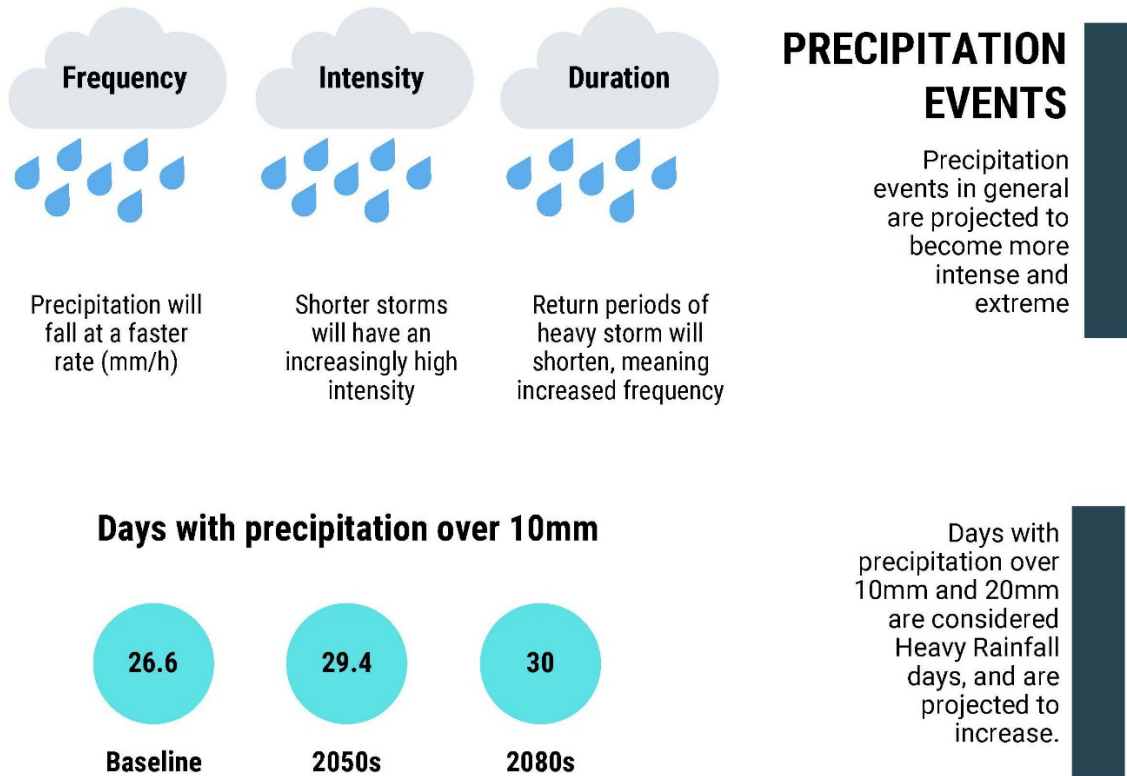 Frequency
Precipitation will
fall at a faster
rate (mm/h)
Intensity
Shorter storms
will have an
increasingly high
intensity
Duration
Return periods of
heavy storm will
shorten, meaning
increased frequency
PRECIPITATION
EVENTS
Precipitation
events in general
are projected to
become more
intense and
extreme
Days with precipitation over 10mm
26.6
Baseline
29.4
2050s
30
2080s
Days with
precipitation over
10mm and 20mm
are considered
Heavy Rainfall
days, and are
projected to
increase.